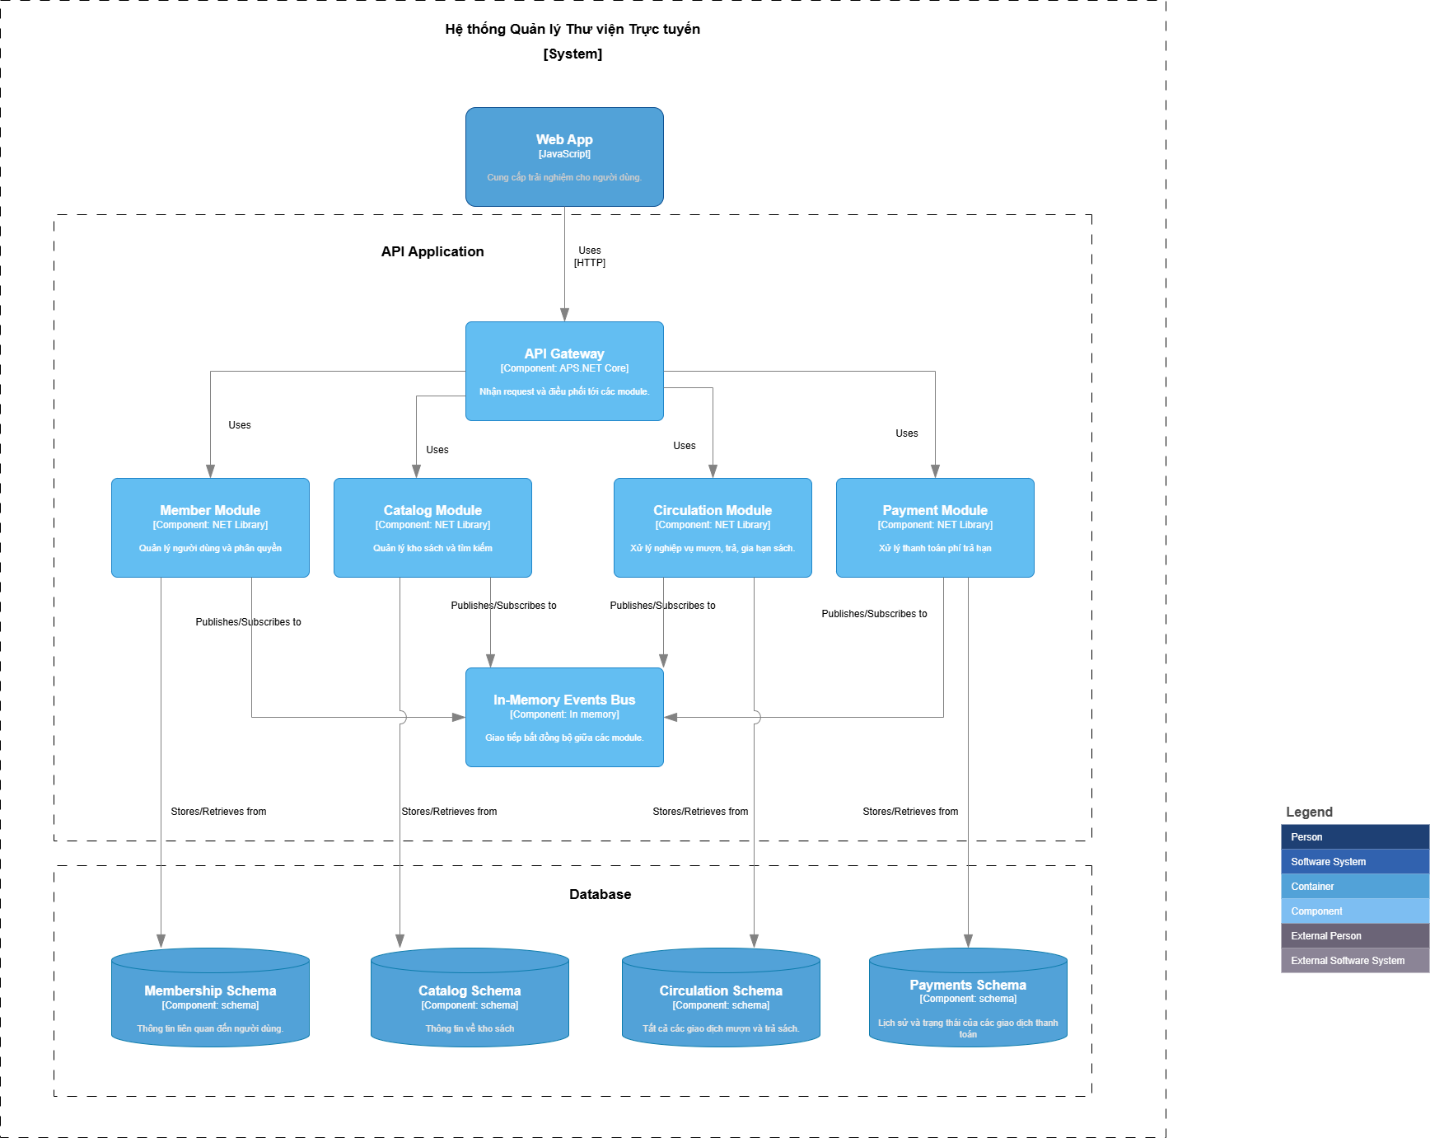 Hệ thống Quản lý Thư viện Trực tuyến
[System]
Web App
[JavaScript]
Cung cấp trải nghiệm cho người dùng.
API Application
Uses
[HTTP]
API Gateway
[Component: APS.NET Core]
Nhận request và điều phối tới các module.
Uses
Uses
Uses
Uses
Member Module
[Component: NET Library]
Quản lý người dùng và phân quyền
Catalog Module
[Component: NET Library]
Quản lý kho sách và tìm kiếm
Circulation Module
[Component: NET Library]
Xử lý nghiệp vụ mượn, trả, gia hạn sách.
Payment Module
[Component: NET Library]
Xử lý thanh toán phí trả hạn
Publishes/Subscribes to
Publishes/Subscribes to
Publishes/Subscribes to
Publishes/Subscribes to
In-Memory Events Bus
[Component: In memory]
Giao tiếp bất đồng bộ giữa các module.
Stores/Retrieves from
Stores/Retrieves from
Stores/Retrieves from
Stores/Retrieves from
Database
Membership Schema
[Component: schema]
Thông tin liên quan đến người dùng.
Catalog Schema
[Component: schema]
Thông tin về kho sách
Circulation Schema
[Component: schema]
Tất cả các giao dịch mượn và trả sách.
Payments Schema
[Component: schema]
Lịch sử và trạng thái của các giao dịch thanh
toán
Legend
Person
Software System
Container
Component
External Person
External Software System